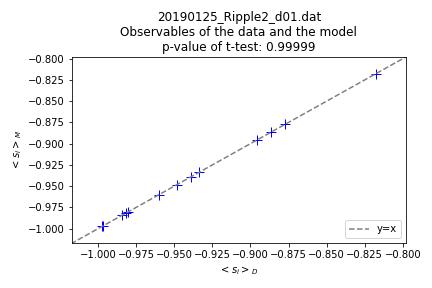 20190125_Ripple2_d01.dat
Observables of the data and the model
p-value of t-test: 0.99999
−0.800
−0.825
−0.850
−0.875
−0.900
−0.925
−0.950
−0.975
−1.000
< s_i >_M
y=x
−1.000 −0.975 −0.950 −0.925 −0.900 −0.875 −0.850 −0.825 −0.800
< s_i >_D